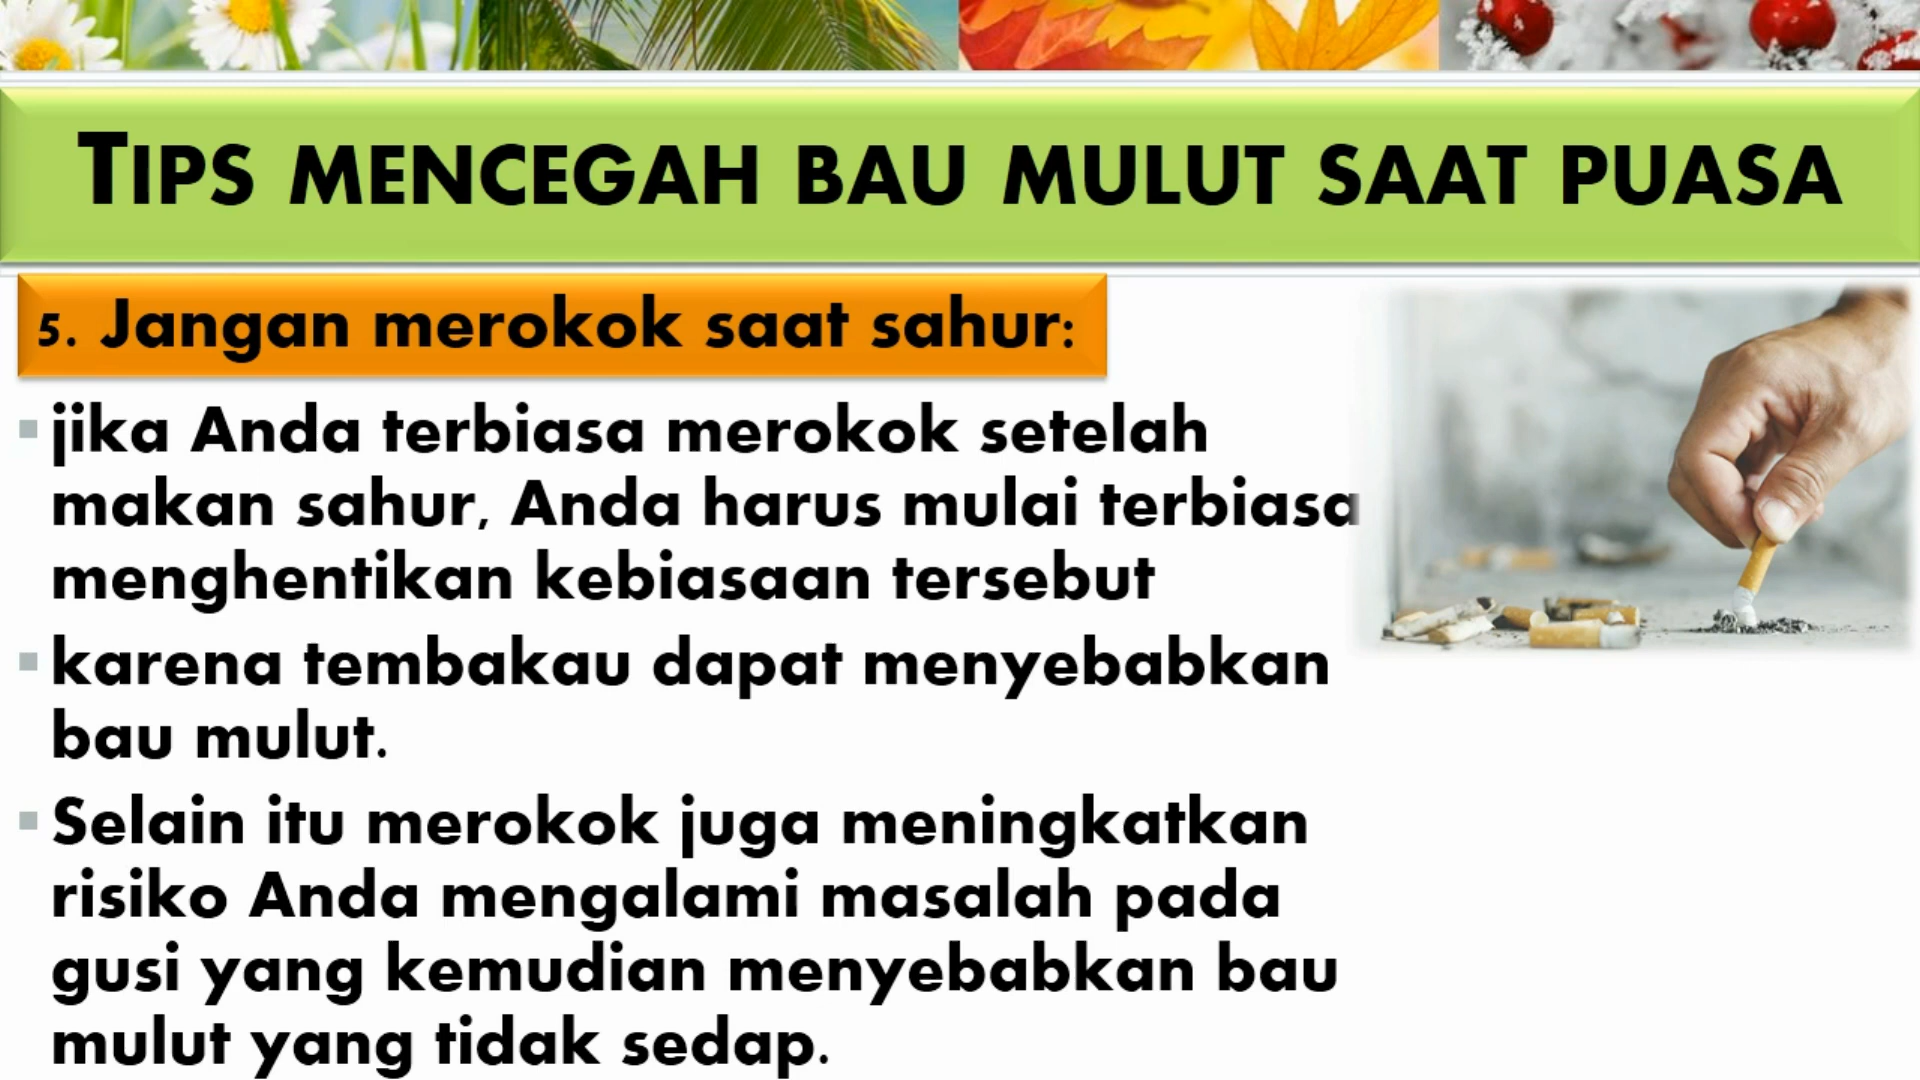 TIPS MENCEGAH BAU MULUT SAAT PUASA
5. Jangan merokok saat sahur:
jika Anda terbiasa merokok setelah
makan sahur, Anda harus mulai terbiasa
menghentikan kebiasaan tersebut
karena tembakau dapat menyebabkan
bau mulut.
Selain itu merokok juga meningkatkan
risiko Anda mengalami masalah pada
gusi yang kemudian menyebabkan bau
mulut yang tidak sedap.